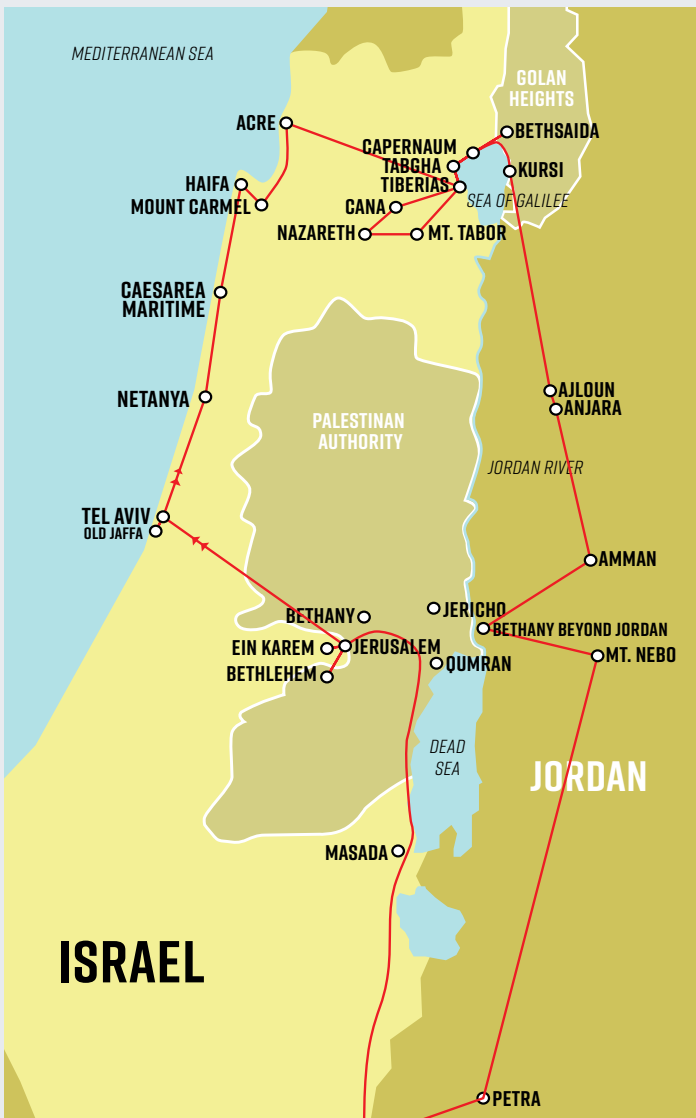 MEDITERRANEAN SEA
GOLAN
HEIGHTS
ACRE
BETHSAIDA
CAPERNAUM
TABGHA
KURSI
TIBERIAS
HAIFA
SEA OF GALILEE
MOUNT CARMEL
CANA
NAZARETH
MT. TABOR
CAESAREA
MARITIME
NETANYA
AJLOUN
ANJARA
PALESTINAN
AUTHORITY
JORDAN RIVER
TEL AVIV
OLD JAFFA
AMMAN
JERICHO
BETHANY
BETHANY BEYOND JORDAN
EIN KAREM
JERUSALEM
MT. NEBO
QUMRAN
BETHLEHEM
DEAD
SEA
JORDAN
MASADA
ISRAEL
PETRA